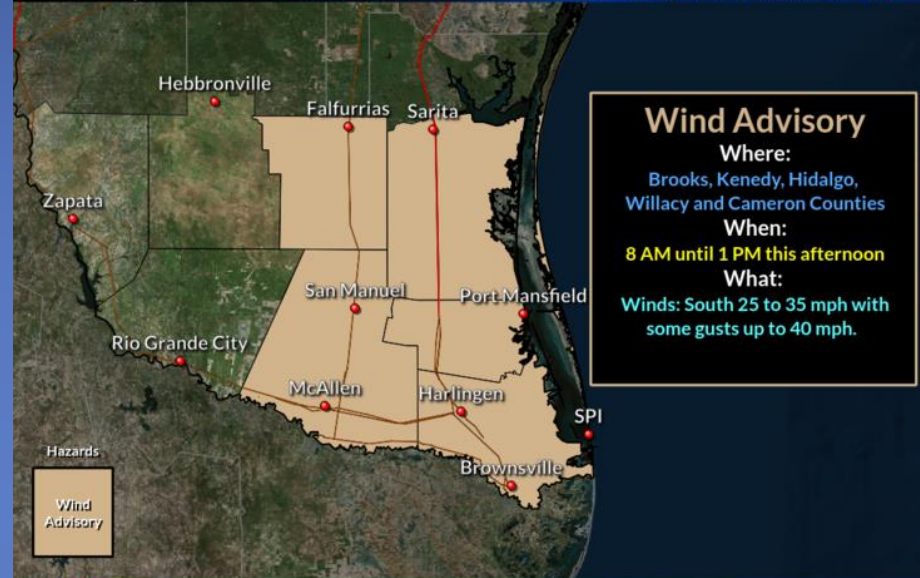 Hebbronville
Falfurrias
Sarita
Zapata
San Manuel
Port Mansfield
Rio Grande City
McAllen
Harlingen
SPI
Brownsville
Hazards
Wind
Advisory
Wind Advisory
Where:
Brooks, Kenedy, Hidalgo,
Willacy and Cameron Counties
When:
8 AM until 1 PM this afternoon
What:
Winds: South 25 to 35 mph with
some gusts up to 40 mph.